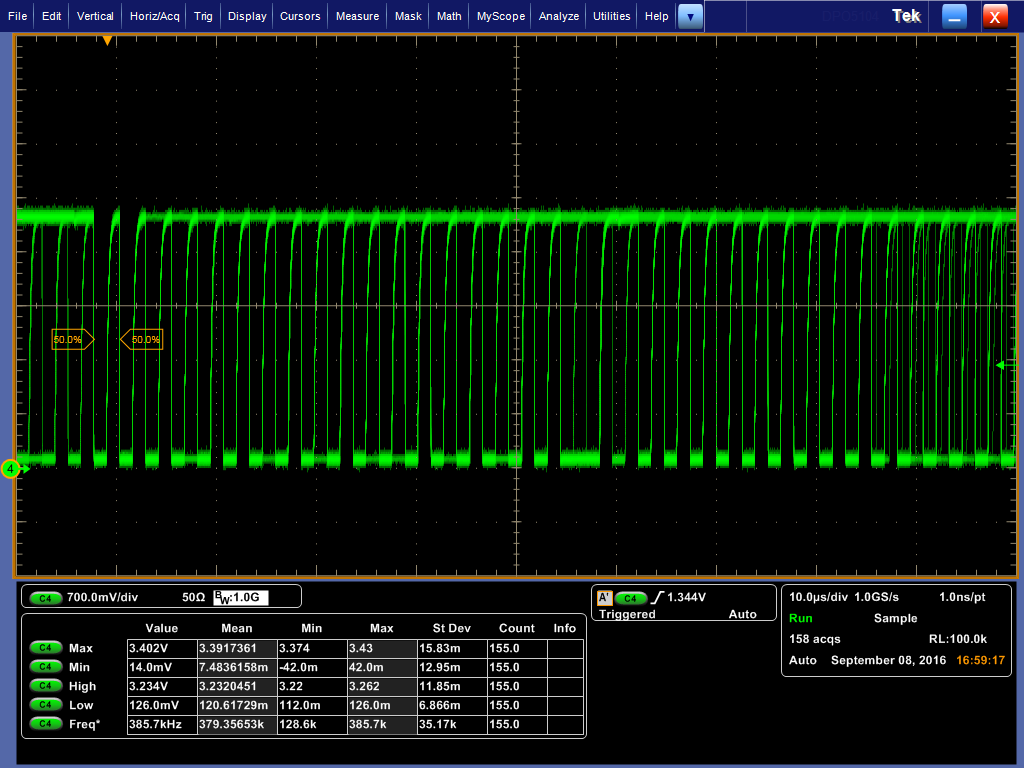 File Edit Vertical Horiz/Acq Trig Display Cursors Measure Mask Math MyScope Analyze Utilities Help Tek X
50.0% 50.0%
4
C4 700.0mV/div 50Ω BW:1.0G
A' C4 1.344V
Triggered Auto
10.0µs/div 1.0GS/s 1.0ns/pt
Run Sample
158 acqs RL:100.0k
Auto September 08, 2016 16:59:17
Value Mean Min Max St Dev Count Info
C4 Max 3.402V 3.3917361 3.374 3.43 15.83m 155.0
C4 Min 14.0mV 7.4836158m -42.0m 42.0m 12.95m 155.0
C4 High 3.234V 3.2320451 3.22 3.262 11.85m 155.0
C4 Low 126.0mV 120.61729m 112.0m 126.0m 6.866m 155.0
C4 Freq* 385.7kHz 379.35653k 128.6k 385.7k 35.17k 155.0